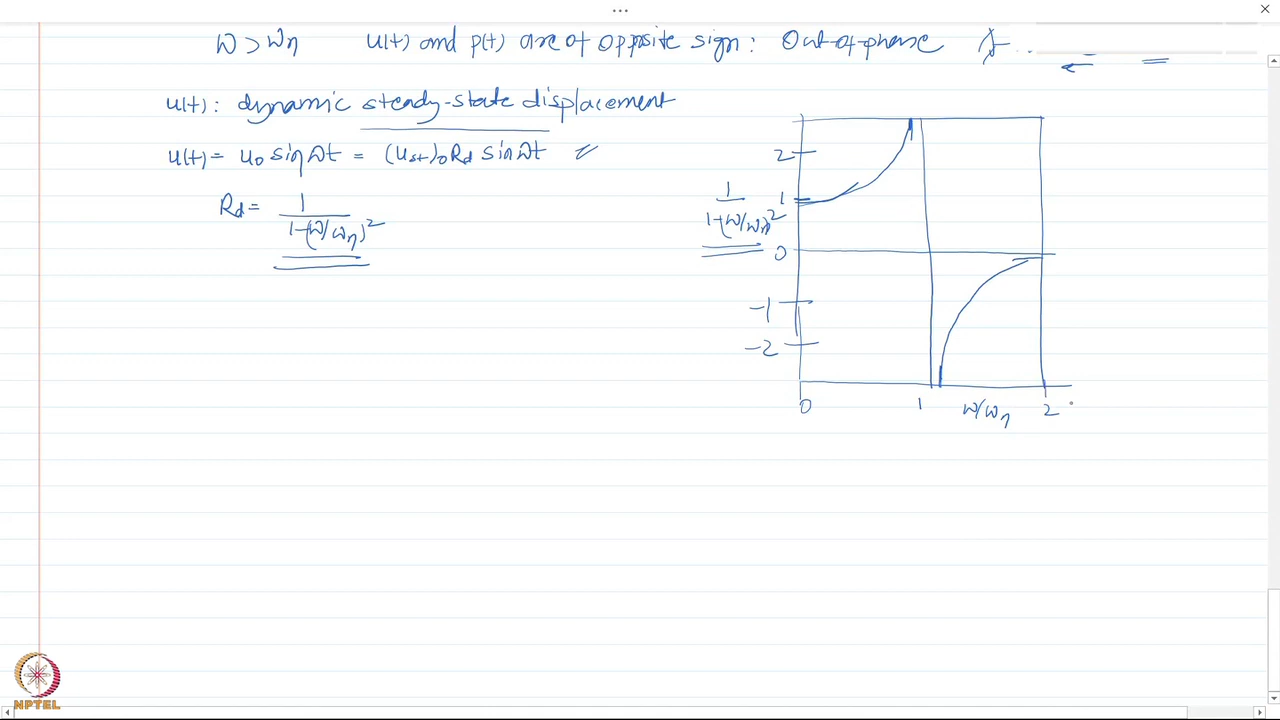 ω > ωn u(t) and p(t) are of opposite sign: Out-of-phase
u(t): dynamic steady-state displacement
u(t) = u0 sin ωt = (ust)0 Rd sin ωt
Rd = 1 / 1-(ω/ωn)^2
1 / 1-(ω/ωn)^2
2
1
0
-1
-2
0 1 ω/ωn 2
NPTEL